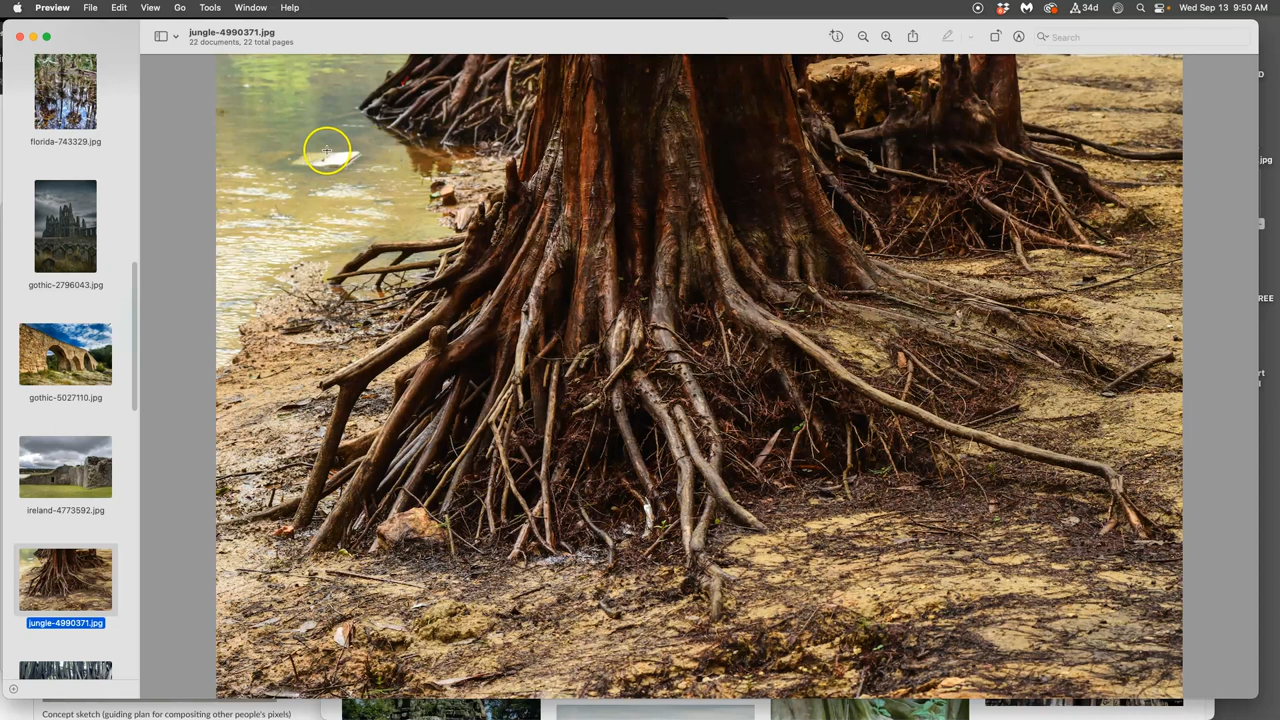 Preview File Edit View Go Tools Window Help
34d Wed Sep 13 9:50 AM
jungle-4990371.jpg
22 documents, 22 total pages
Search
florida-743329.jpg
gothic-2796043.jpg
gothic-5027110.jpg
ireland-4773592.jpg
jungle-4990371.jpg
pg
REE
Concept sketch (guiding plan for compositing other people's pixels)